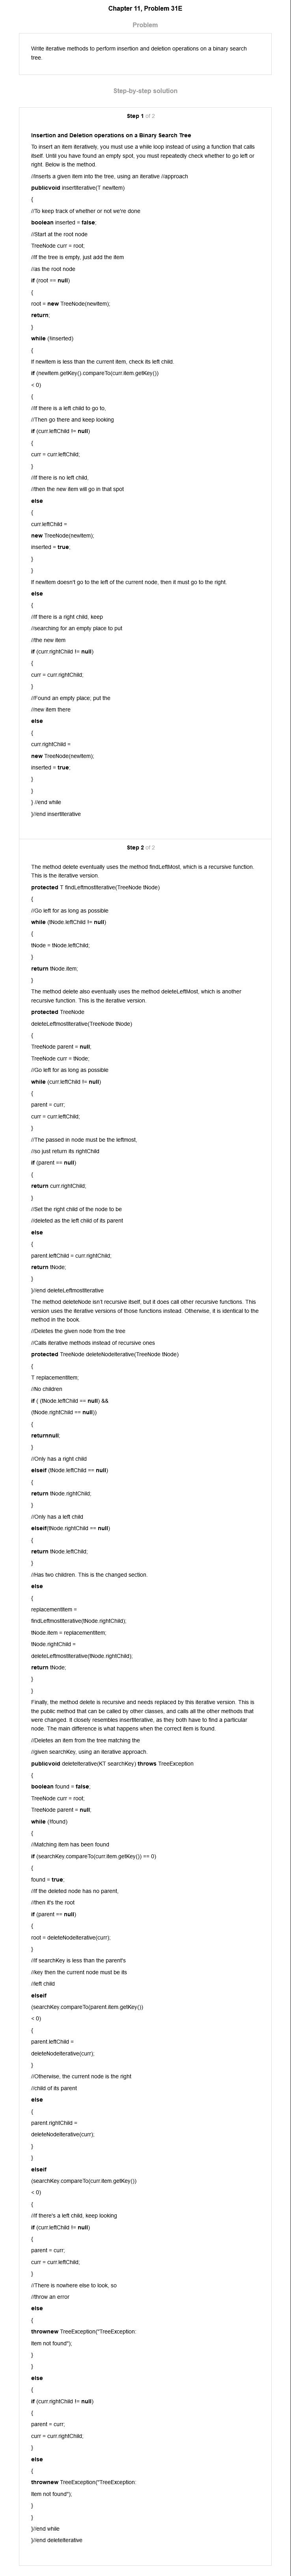 Chapter 11, Problem 31E
Problem
Write iterative methods to perform insertion and deletion operations on a binary search
tree.
Step-by-step solution
Step 1 of 2
Insertion and Deletion operations on a Binary Search Tree
To insert an item iteratively, you must use a while loop instead of using a function that calls
itself. Until you have found an empty spot, you must repeatedly check whether to go left or
right. Below is the method.
//Inserts a given item into the tree, using an iterative //approach
publicvoid insertIterative(T newItem)
{
//To keep track of whether or not we're done
boolean inserted = false;
//Start at the root node
TreeNode curr = root;
//If the tree is empty, just add the item
//as the root node
if (root == null)
{
root = new TreeNode(newItem);
return;
}
while (!inserted)
{
If newItem is less than the current item, check its left child.
if (newItem.getKey().compareTo(curr.item.getKey())
< 0)
{
//If there is a left child to go to,
//Then go there and keep looking
if (curr.leftChild != null)
{
curr = curr.leftChild;
}
//If there is no left child,
//then the new item will go in that spot
else
{
curr.leftChild =
new TreeNode(newItem);
inserted = true;
}
}
If newItem doesn't go to the left of the current node, then it must go to the right.
else
{
//If there is a right child, keep
//searching for an empty place to put
//the new item
if (curr.rightChild != null)
{
curr = curr.rightChild;
}
//Found an empty place; put the
//new item there
else
{
curr.rightChild =
new TreeNode(newItem);
inserted = true;
}
}
} //end while
}//end insertIterative
Step 2 of 2
The method delete eventually uses the method findLeftMost, which is a recursive function.
This is the iterative version.
protected T findLeftmostIterative(TreeNode tNode)
{
//Go left for as long as possible
while (tNode.leftChild != null)
{
tNode = tNode.leftChild;
}
return tNode.item;
}
The method delete also eventually uses the method deleteLeftMost, which is another
recursive function. This is the iterative version.
protected TreeNode
deleteLeftmostIterative(TreeNode tNode)
{
TreeNode parent = null;
TreeNode curr = tNode;
//Go left for as long as possible
while (curr.leftChild != null)
{
parent = curr;
curr = curr.leftChild;
}
//The passed in node must be the leftmost,
//so just return its rightChild
if (parent == null)
{
return curr.rightChild;
}
//Set the right child of the node to be
//deleted as the left child of its parent
else
{
parent.leftChild = curr.rightChild;
return tNode;
}
}//end deleteLeftmostIterative
The method deleteNode isn't recursive itself, but it does call other recursive functions. This
version uses the iterative versions of those functions instead. Otherwise, it is identical to the
method in the book.
//Deletes the given node from the tree
//Calls iterative methods instead of recursive ones
protected TreeNode deleteNodeIterative(TreeNode tNode)
{
T replacementItem;
//No children
if ( (tNode.leftChild == null) &&
(tNode.rightChild == null))
{
returnnull;
}
//Only has a right child
elseif (tNode.leftChild == null)
{
return tNode.rightChild;
}
//Only has a left child
elseif(tNode.rightChild == null)
{
return tNode.leftChild;
}
//Has two children. This is the changed section.
else
{
replacementItem =
findLeftmostIterative(tNode.rightChild);
tNode.item = replacementItem;
tNode.rightChild =
deleteLeftmostIterative(tNode.rightChild);
return tNode;
}
}
Finally, the method delete is recursive and needs replaced by this iterative version. This is
the public method that can be called by other classes, and calls all the other methods that
were changed. It closely resembles insertIterative, as they both have to find a particular
node. The main difference is what happens when the correct item is found.
//Deletes an item from the tree matching the
//given searchKey, using an iterative approach.
publicvoid deleteIterative(KT searchKey) throws TreeException
{
boolean found = false;
TreeNode curr = root;
TreeNode parent = null;
while (!found)
{
//Matching item has been found
if (searchKey.compareTo(curr.item.getKey()) == 0)
{
found = true;
//If the deleted node has no parent,
//then it's the root
if (parent == null)
{
root = deleteNodeIterative(curr);
}
//If searchKey is less than the parent's
//key then the current node must be its
//left child
elseif
(searchKey.compareTo(parent.item.getKey())
< 0)
{
parent.leftChild =
deleteNodeIterative(curr);
}
//Otherwise, the current node is the right
//child of its parent
else
{
parent.rightChild =
deleteNodeIterative(curr);
}
}
elseif
(searchKey.compareTo(curr.item.getKey())
< 0)
{
//If there's a left child, keep looking
if (curr.leftChild != null)
{
parent = curr;
curr = curr.leftChild;
}
//There is nowhere else to look, so
//throw an error
else
{
thrownew TreeException("TreeException:
Item not found");
}
}
else
{
if (curr.rightChild != null)
{
parent = curr;
curr = curr.rightChild;
}
else
{
thrownew TreeException("TreeException:
Item not found");
}
}
}//end while
}//end deleteIterative